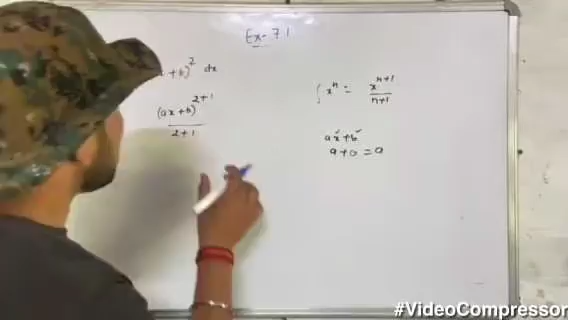 Ex-7.1
x+b)² dx
(ax+b)²⁺¹
2+1
∫xⁿ = xⁿ⁺¹
n+1
ax+b
a+0 = a
#VideoCompressor